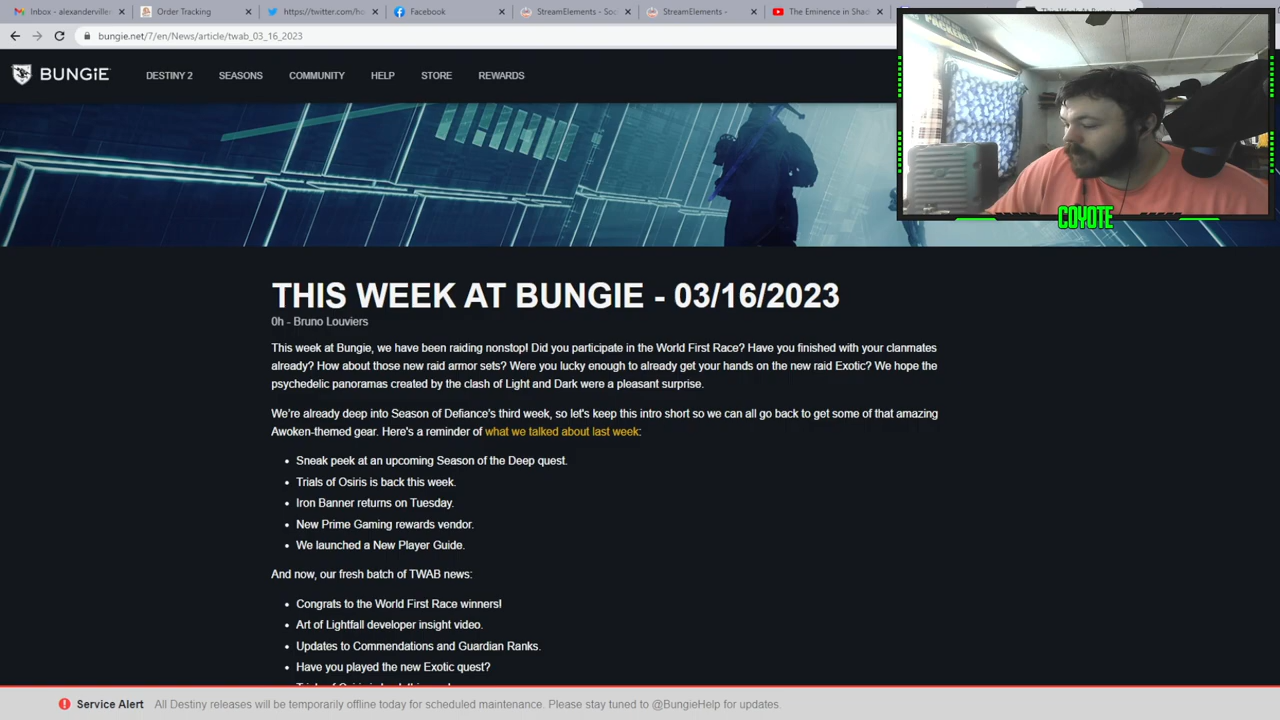 Inbox - alexanderviller
Order Tracking
https://twitter.com/ho
Facebook
StreamElements - Soc
StreamElements -
The Eminence in Shad
This Week At Bungie
bungie.net/7/en/News/article/twab_03_16_2023
BUNGiE
DESTINY 2
SEASONS
COMMUNITY
HELP
STORE
REWARDS
PACKERS
COYOTE
THIS WEEK AT BUNGIE - 03/16/2023
0h - Bruno Louviers
This week at Bungie, we have been raiding nonstop! Did you participate in the World First Race? Have you finished with your clanmates
already? How about those new raid armor sets? Were you lucky enough to already get your hands on the new raid Exotic? We hope the
psychedelic panoramas created by the clash of Light and Dark were a pleasant surprise.
We're already deep into Season of Defiance's third week, so let's keep this intro short so we can all go back to get some of that amazing
Awoken-themed gear. Here's a reminder of what we talked about last week:
• Sneak peek at an upcoming Season of the Deep quest.
• Trials of Osiris is back this week.
• Iron Banner returns on Tuesday.
• New Prime Gaming rewards vendor.
• We launched a New Player Guide.
And now, our fresh batch of TWAB news:
• Congrats to the World First Race winners!
• Art of Lightfall developer insight video.
• Updates to Commendations and Guardian Ranks.
• Have you played the new Exotic quest?
Service Alert All Destiny releases will be temporarily offline today for scheduled maintenance. Please stay tuned to @BungieHelp for updates.